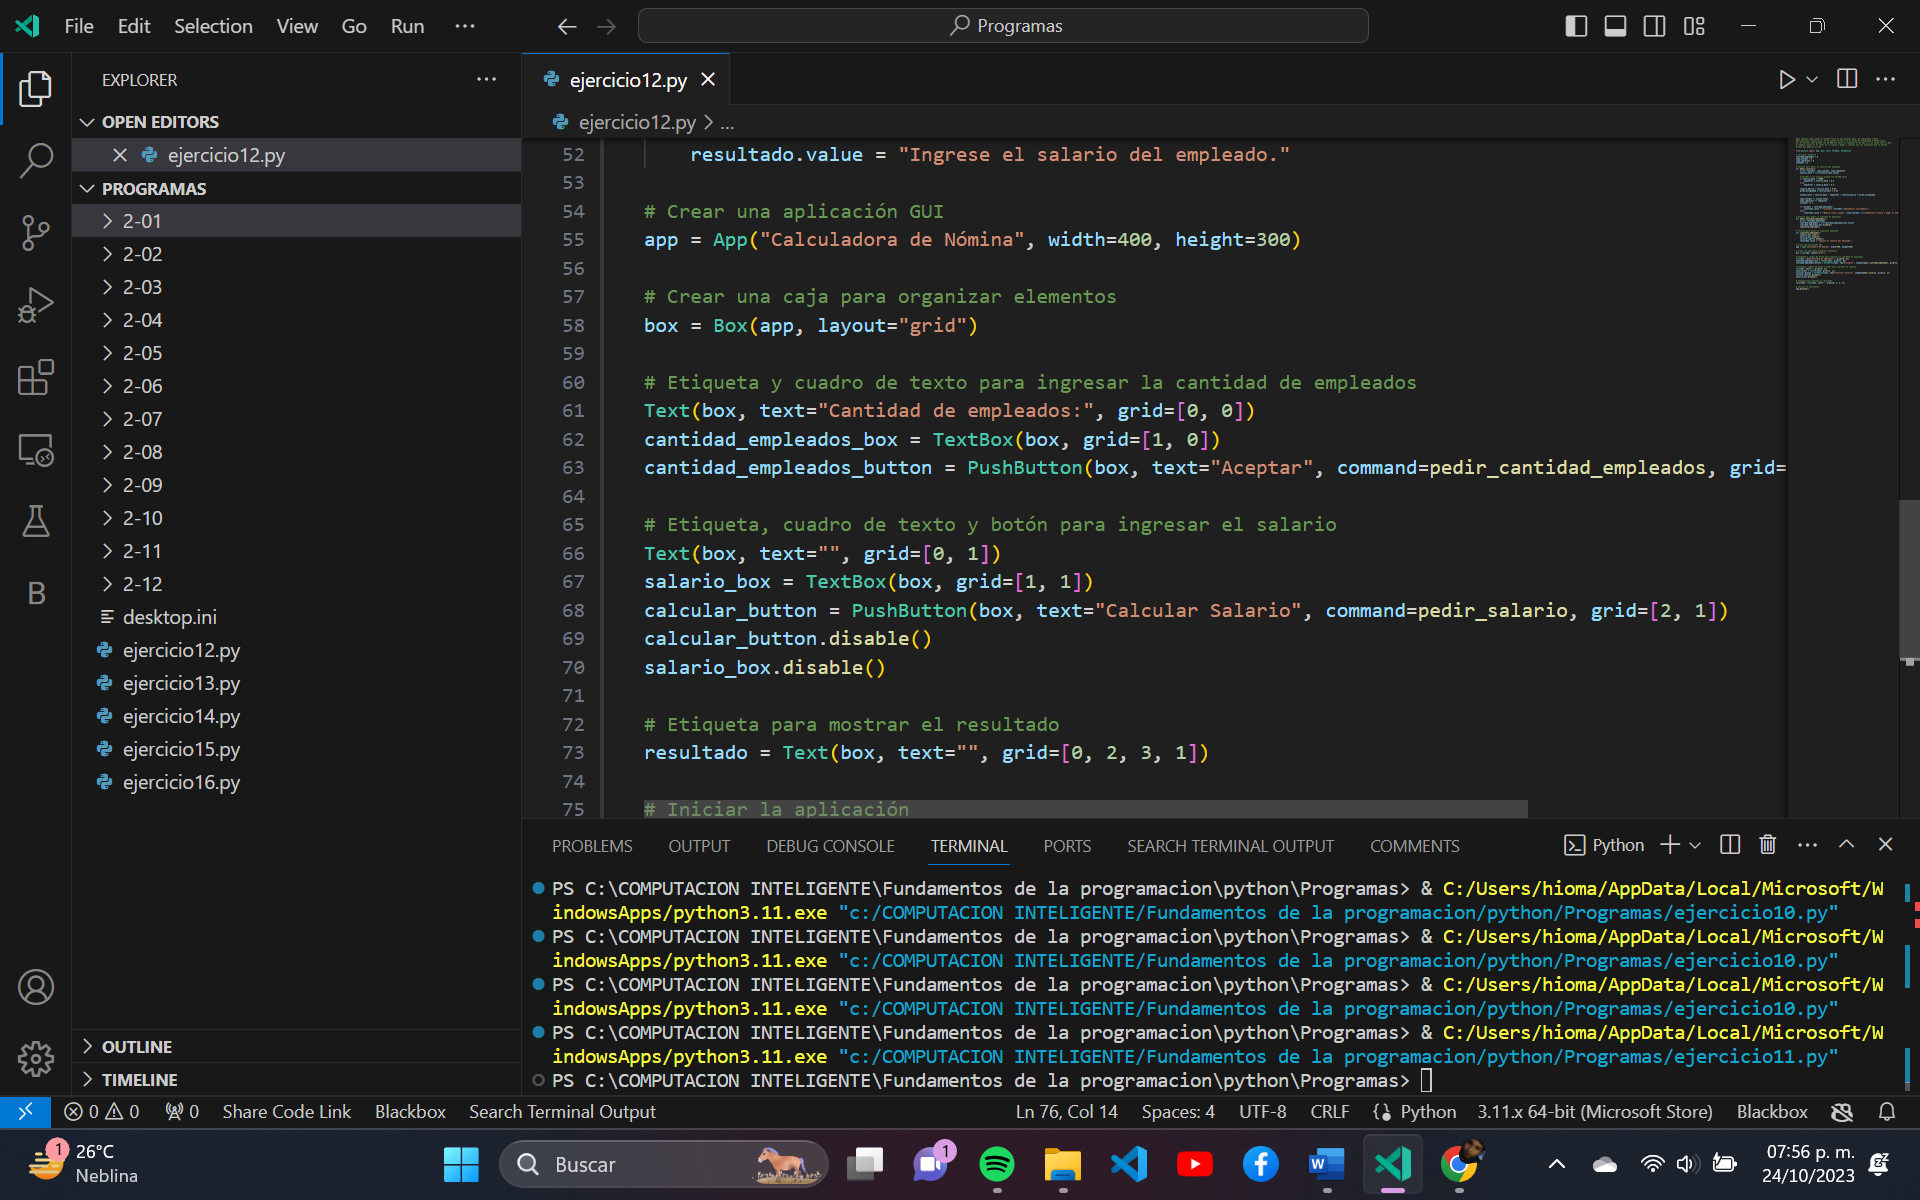 File Edit Selection View Go Run ...
Programas
EXPLORER
OPEN EDITORS
ejercicio12.py
PROGRAMAS
2-01
2-02
2-03
2-04
2-05
2-06
2-07
2-08
2-09
2-10
2-11
2-12
desktop.ini
ejercicio12.py
ejercicio13.py
ejercicio14.py
ejercicio15.py
ejercicio16.py
OUTLINE
TIMELINE
ejercicio12.py
ejercicio12.py > ...
52 resultado.value = "Ingrese el salario del empleado."
53
54 # Crear una aplicación GUI
55 app = App("Calculadora de Nómina", width=400, height=300)
56
57 # Crear una caja para organizar elementos
58 box = Box(app, layout="grid")
59
60 # Etiqueta y cuadro de texto para ingresar la cantidad de empleados
61 Text(box, text="Cantidad de empleados:", grid=[0, 0])
62 cantidad_empleados_box = TextBox(box, grid=[1, 0])
63 cantidad_empleados_button = PushButton(box, text="Aceptar", command=pedir_cantidad_empleados, grid=
64
65 # Etiqueta, cuadro de texto y botón para ingresar el salario
66 Text(box, text="", grid=[0, 1])
67 salario_box = TextBox(box, grid=[1, 1])
68 calcular_button = PushButton(box, text="Calcular Salario", command=pedir_salario, grid=[2, 1])
69 calcular_button.disable()
70 salario_box.disable()
71
72 # Etiqueta para mostrar el resultado
73 resultado = Text(box, text="", grid=[0, 2, 3, 1])
74
75 # Iniciar la aplicación
PROBLEMS OUTPUT DEBUG CONSOLE TERMINAL PORTS SEARCH TERMINAL OUTPUT COMMENTS Python
PS C:\COMPUTACION INTELIGENTE\Fundamentos de la programacion\python\Programas> & C:/Users/hioma/AppData/Local/Microsoft/W
indowsApps/python3.11.exe "c:/COMPUTACION INTELIGENTE/Fundamentos de la programacion/python/Programas/ejercicio10.py"
PS C:\COMPUTACION INTELIGENTE\Fundamentos de la programacion\python\Programas> & C:/Users/hioma/AppData/Local/Microsoft/W
indowsApps/python3.11.exe "c:/COMPUTACION INTELIGENTE/Fundamentos de la programacion/python/Programas/ejercicio10.py"
PS C:\COMPUTACION INTELIGENTE\Fundamentos de la programacion\python\Programas> & C:/Users/hioma/AppData/Local/Microsoft/W
indowsApps/python3.11.exe "c:/COMPUTACION INTELIGENTE/Fundamentos de la programacion/python/Programas/ejercicio10.py"
PS C:\COMPUTACION INTELIGENTE\Fundamentos de la programacion\python\Programas> & C:/Users/hioma/AppData/Local/Microsoft/W
indowsApps/python3.11.exe "c:/COMPUTACION INTELIGENTE/Fundamentos de la programacion/python/Programas/ejercicio11.py"
PS C:\COMPUTACION INTELIGENTE\Fundamentos de la programacion\python\Programas>
0 0 0 Share Code Link Blackbox Search Terminal Output Ln 76, Col 14 Spaces: 4 UTF-8 CRLF Python 3.11.x 64-bit (Microsoft Store) Blackbox
1 26°C
Neblina
Buscar
1
07:56 p. m.
24/10/2023